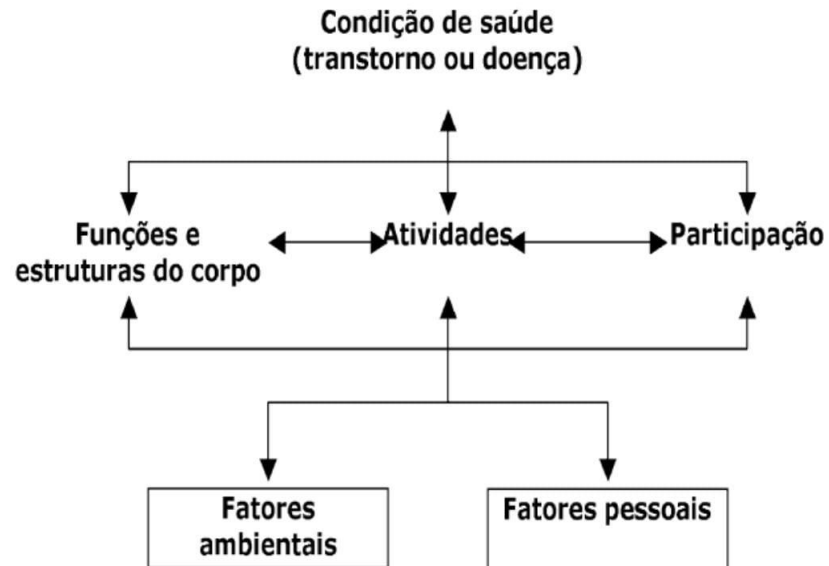 Condição de saúde
(transtorno ou doença)
Funções e
estruturas do corpo
Atividades
Participação
Fatores
ambientais
Fatores pessoais